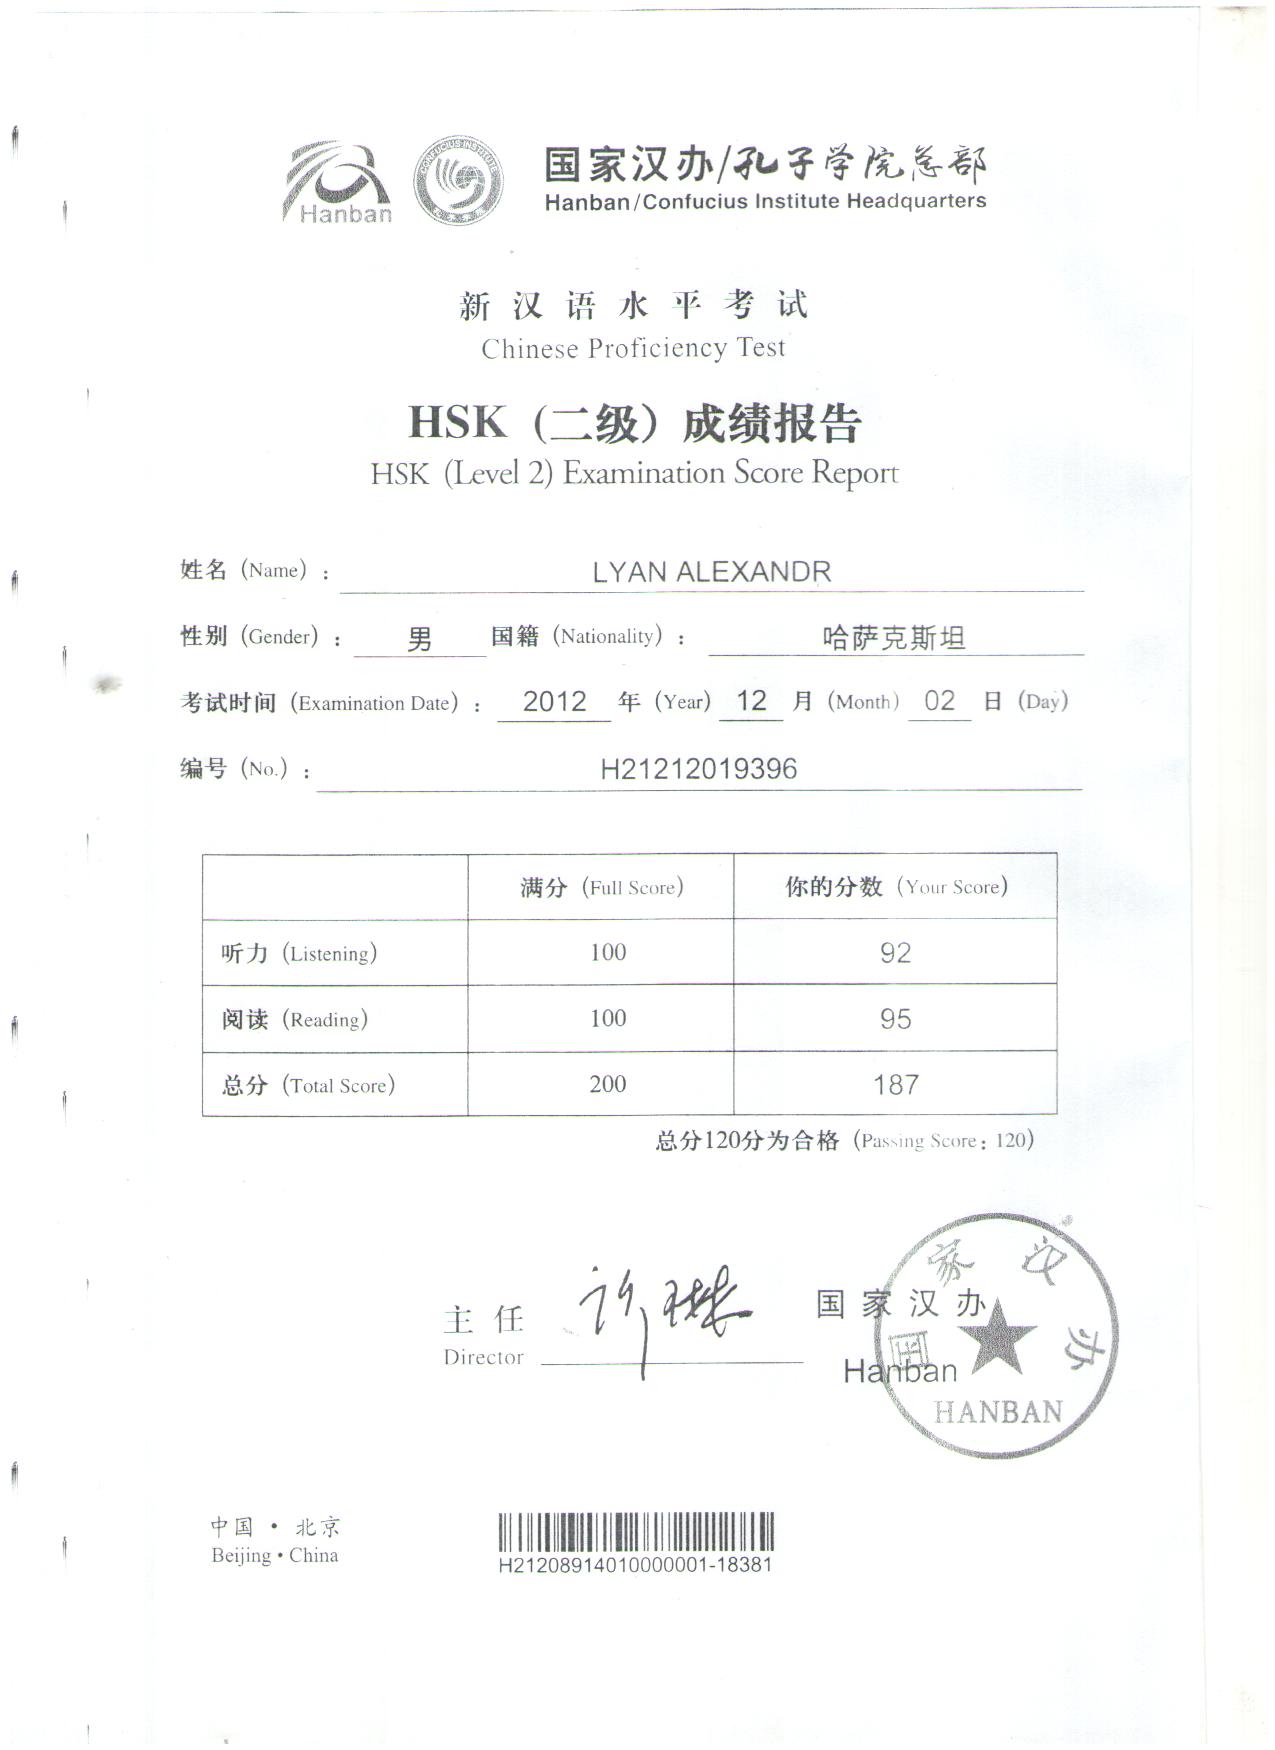 Hanban
CONFUCIUS INSTITUTE
国家汉办/孔子学院总部
Hanban/Confucius Institute Headquarters
新汉语水平考试
Chinese Proficiency Test
HSK（二级）成绩报告
HSK (Level 2) Examination Score Report
姓名（Name）： LYAN ALEXANDR
性别（Gender）： 男 国籍（Nationality）： 哈萨克斯坦
考试时间（Examination Date）： 2012 年（Year） 12 月（Month） 02 日（Day）
编号（No.）： H21212019396
满分（Full Score） 你的分数（Your Score）
听力（Listening） 100 92
阅读（Reading） 100 95
总分（Total Score） 200 187
总分120分为合格（Passing Score：120）
主任 许琳
Director
国家汉办
Hanban
国家汉办
HANBAN
中国·北京
Beijing·China
H21208914010000001-18381